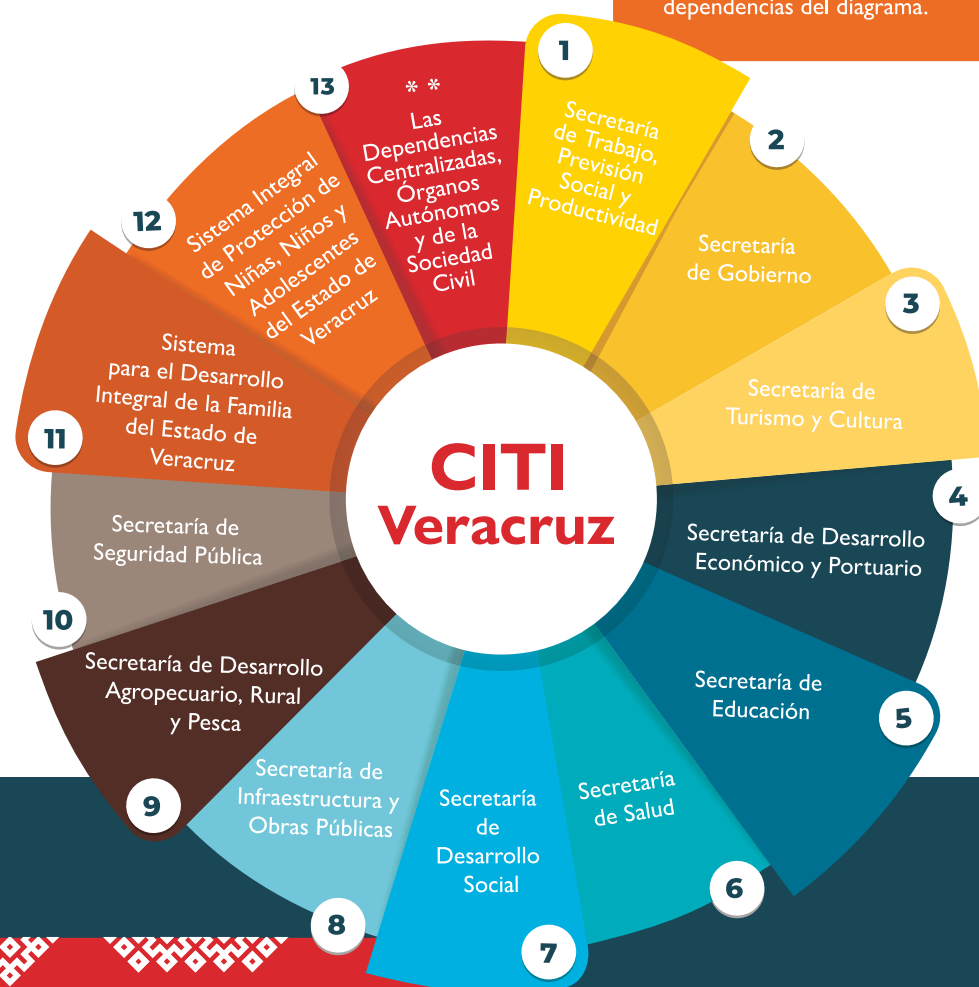 dependencias del diagrama.
CITI
Veracruz
1
Secretaría
de Trabajo,
Previsión
Social y
Productividad
2
Secretaría
de Gobierno
3
Secretaría de
Turismo y Cultura
4
Secretaría de Desarrollo
Económico y Portuario
5
Secretaría de
Educación
6
Secretaría
de Salud
7
Secretaría
de
Desarrollo
Social
8
Secretaría de
Infraestructura y
Obras Públicas
9
Secretaría de Desarrollo
Agropecuario, Rural
y Pesca
10
Secretaría de
Seguridad Pública
11
Sistema
para el Desarrollo
Integral de la Familia
del Estado de
Veracruz
12
Sistema Integral
de Protección de
Niñas, Niños y
Adolescentes
del Estado de
Veracruz
13
* *
Las
Dependencias
Centralizadas,
Órganos
Autónomos
y de la
Sociedad
Civil